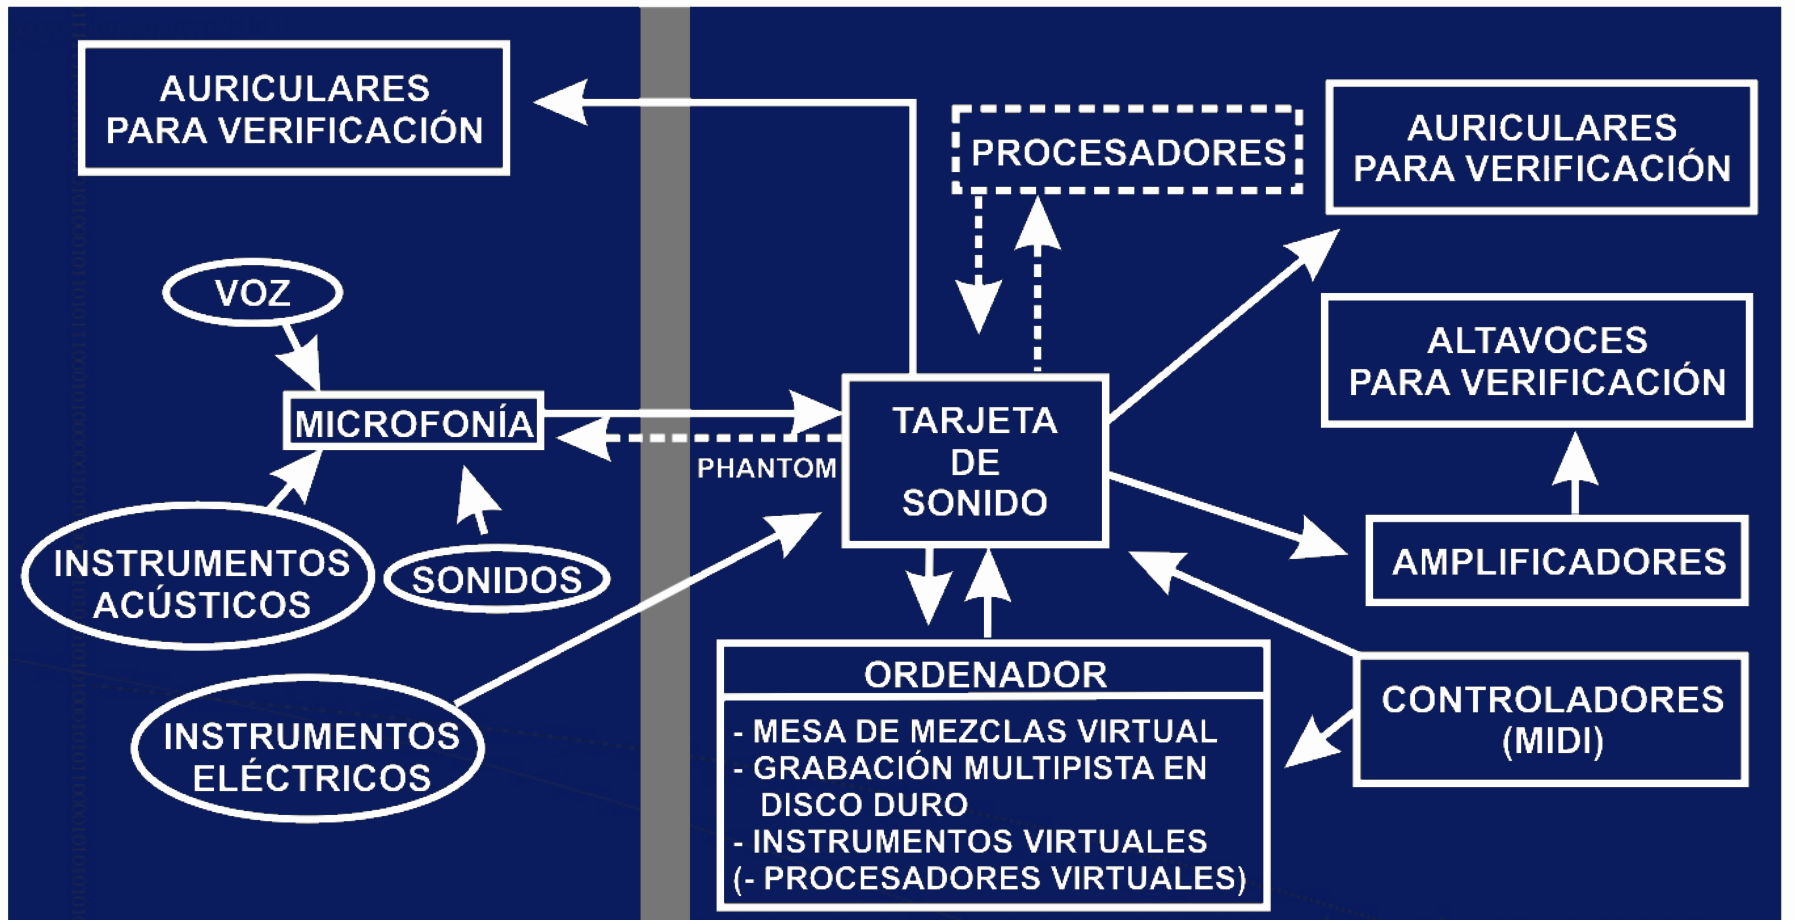 AURICULARES
PARA VERIFICACIÓN
PROCESADORES
AURICULARES
PARA VERIFICACIÓN
VOZ
ALTAVOCES
PARA VERIFICACIÓN
MICROFONÍA
PHANTOM
TARJETA
DE
SONIDO
INSTRUMENTOS
ACÚSTICOS
SONIDOS
AMPLIFICADORES
INSTRUMENTOS
ELÉCTRICOS
ORDENADOR
- MESA DE MEZCLAS VIRTUAL
- GRABACIÓN MULTIPISTA EN
DISCO DURO
- INSTRUMENTOS VIRTUALES
(- PROCESADORES VIRTUALES)
CONTROLADORES
(MIDI)